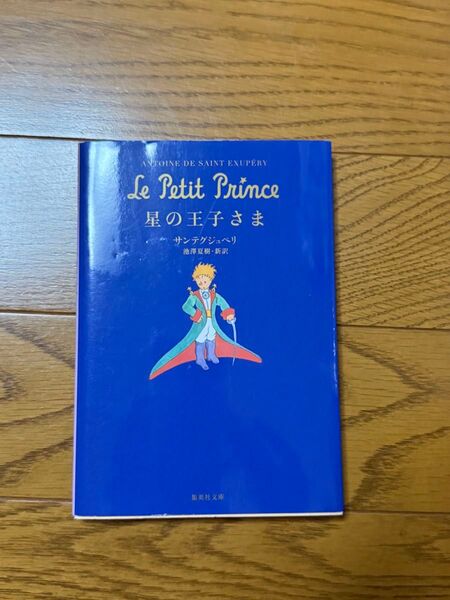 ANTOINE DE SAINT EXUPÉRY
Le Petit Prince
星の王子さま
サンテグジュペリ
池澤夏樹・新訳
集英社文庫